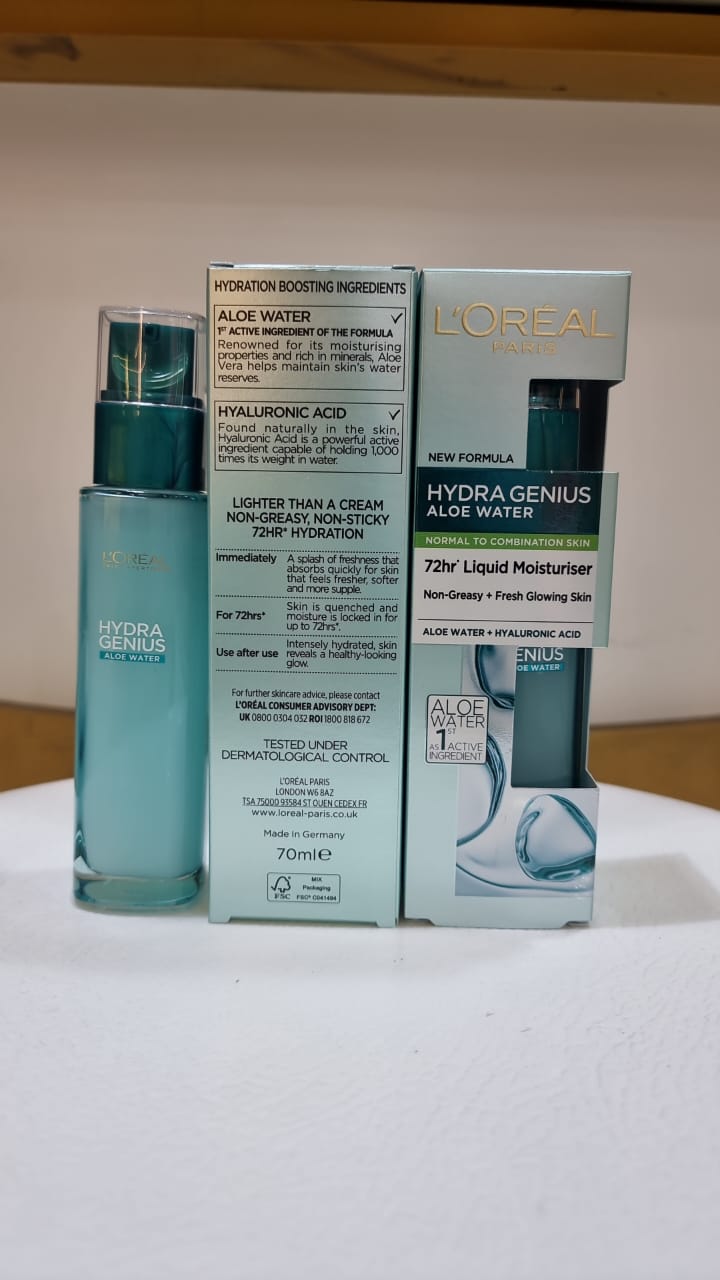 L'ORÉAL
HYDRA
GENIUS
ALOE WATER
HYDRATION BOOSTING INGREDIENTS
ALOE WATER
1ST ACTIVE INGREDIENT OF THE FORMULA
Renowned for its moisturising
properties and rich in minerals, Aloe
Vera helps maintain skin's water
reserves.
HYALURONIC ACID
Found naturally in the skin,
Hyaluronic Acid is a powerful active
ingredient capable of holding 1,000
times its weight in water.
LIGHTER THAN A CREAM
NON-GREASY, NON-STICKY
72HR* HYDRATION
Immediately A splash of freshness that
absorbs quickly for skin
that feels fresher, softer
and more supple.
For 72hrs* Skin is quenched and
moisture is locked in for
up to 72hrs*.
Use after use Intensely hydrated, skin
reveals a healthy-looking
glow.
For further skincare advice, please contact
L'ORÉAL CONSUMER ADVISORY DEPT:
UK 0800 0304 032 ROI 1800 818 672
TESTED UNDER
DERMATOLOGICAL CONTROL
L'ORÉAL PARIS
LONDON W6 8AZ
TSA 75000 93584 ST OUEN CEDEX FR
www.loreal-paris.co.uk
Made in Germany
70ml℮
FSC
MIX
Packaging
FSC® C041494
L'ORÉAL
PARIS
NEW FORMULA
HYDRA GENIUS
ALOE WATER
NORMAL TO COMBINATION SKIN
72hr* Liquid Moisturiser
Non-Greasy + Fresh Glowing Skin
ALOE WATER + HYALURONIC ACID
ENIUS
OE WATER
ALOE
WATER
1ST
AS ACTIVE
INGREDIENT